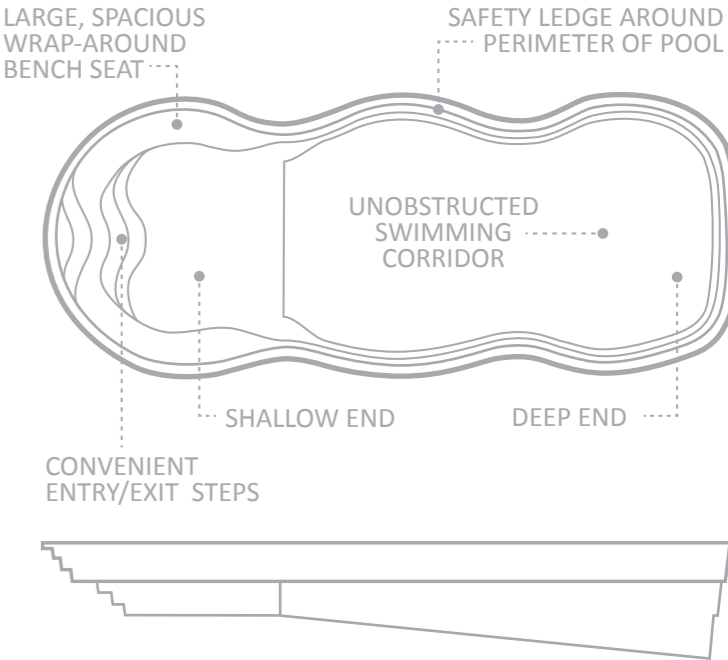 LARGE, SPACIOUS
WRAP-AROUND
BENCH SEAT
SAFETY LEDGE AROUND
PERIMETER OF POOL
UNOBSTRUCTED
SWIMMING
CORRIDOR
SHALLOW END
DEEP END
CONVENIENT
ENTRY/EXIT STEPS